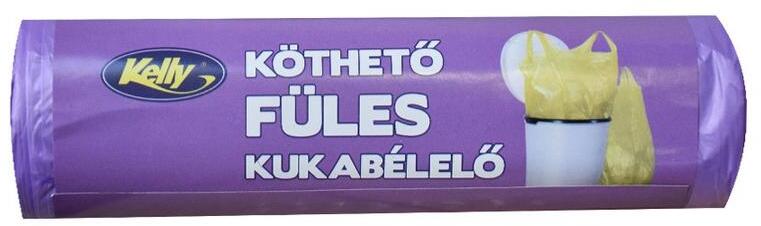 Kelly
KÖTHETŐ
FÜLES
KUKABÉLELŐ